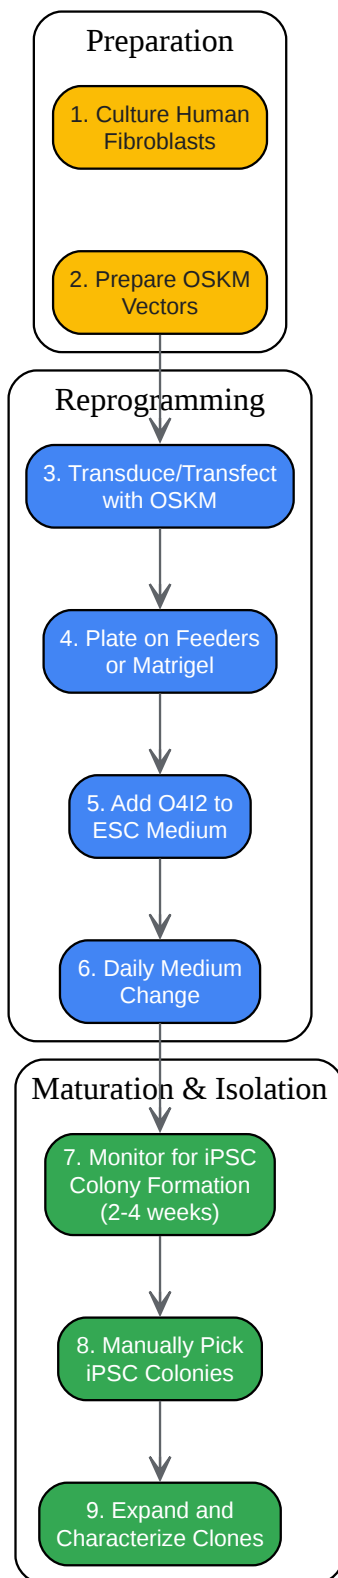 Preparation
1. Culture Human
Fibroblasts
2. Prepare OSKM
Vectors
Reprogramming
3. Transduce/Transfect
with OSKM
4. Plate on Feeders
or Matrigel
5. Add O4I2 to
ESC Medium
6. Daily Medium
Change
Maturation & Isolation
7. Monitor for iPSC
Colony Formation
(2-4 weeks)
8. Manually Pick
iPSC Colonies
9. Expand and
Characterize Clones